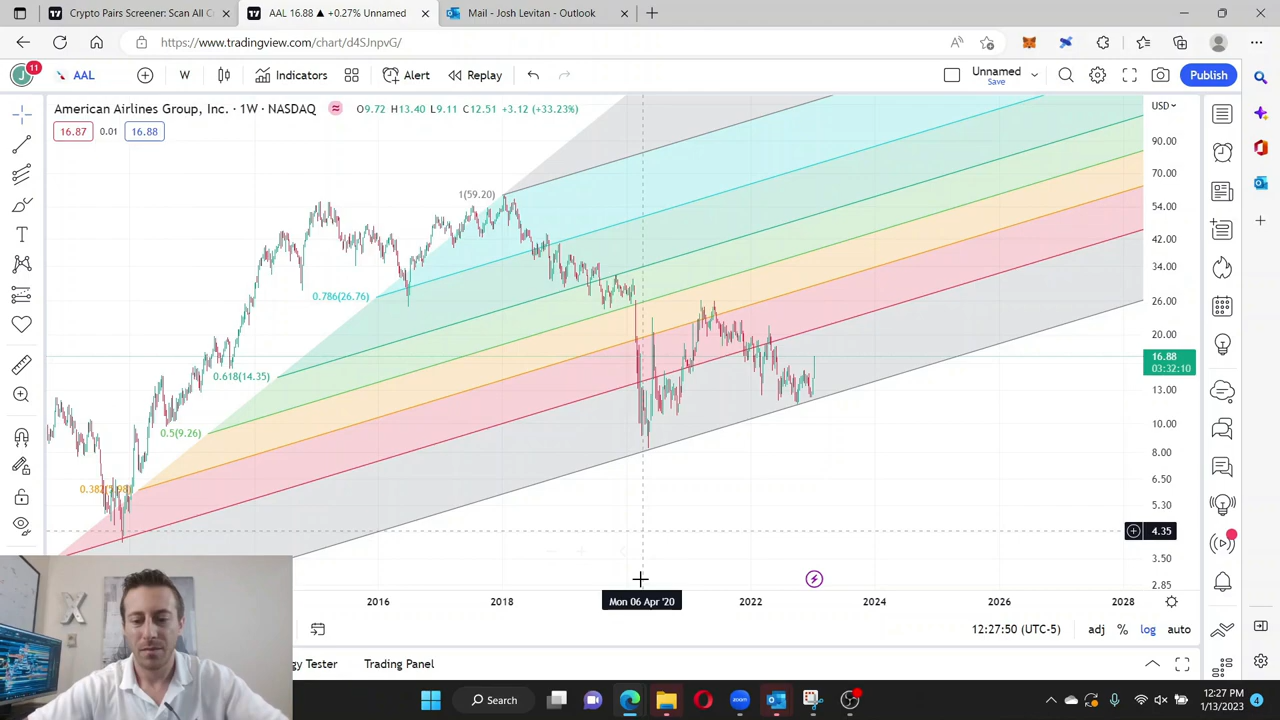 Crypto Pairs Screener: Scan All C
AAL 16.88 ▲ +0.27% Unnamed
Mail - Josh Levitan - Outlook
https://www.tradingview.com/chart/d4SJnpvG/
J
11
AAL
W
Indicators
Alert
Replay
Unnamed
Save
Publish
American Airlines Group, Inc. · 1W · NASDAQ
O9.72 H13.40 L9.11 C12.51 +3.12 (+33.23%)
USD
16.87
0.01
16.88
90.00
70.00
1(59.20)
54.00
42.00
34.00
0.786(26.76)
26.00
20.00
16.88
03:32:10
0.618(14.35)
13.00
10.00
0.5(9.26)
8.00
6.50
5.30
4.35
3.50
2.85
2016
2018
Mon 06 Apr '20
2022
2024
2026
2028
12:27:50 (UTC-5)
adj
%
log
auto
Tester
Trading Panel
Search
zoom
12:27 PM
1/13/2023